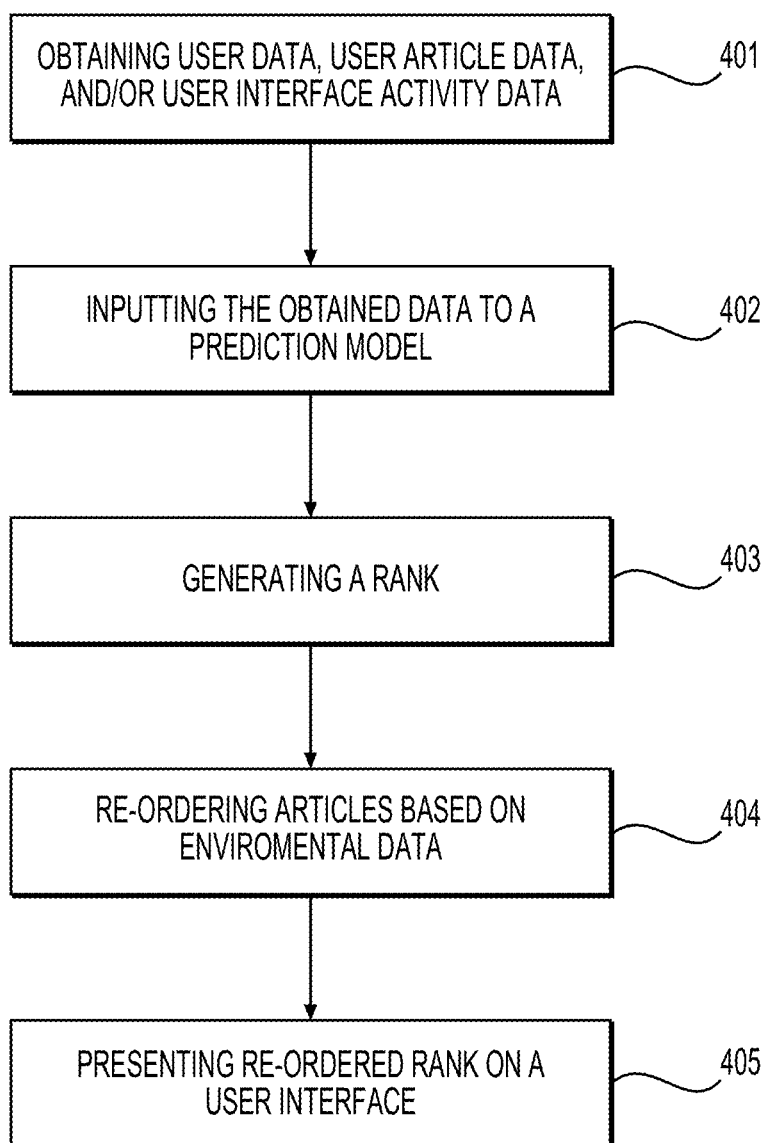 OBTAINING USER DATA, USER ARTICLE DATA,
AND/OR USER INTERFACE ACTIVITY DATA
401
INPUTTING THE OBTAINED DATA TO A
PREDICTION MODEL
402
GENERATING A RANK
403
RE-ORDERING ARTICLES BASED ON
ENVIROMENTAL DATA
404
PRESENTING RE-ORDERED RANK ON A
USER INTERFACE
405